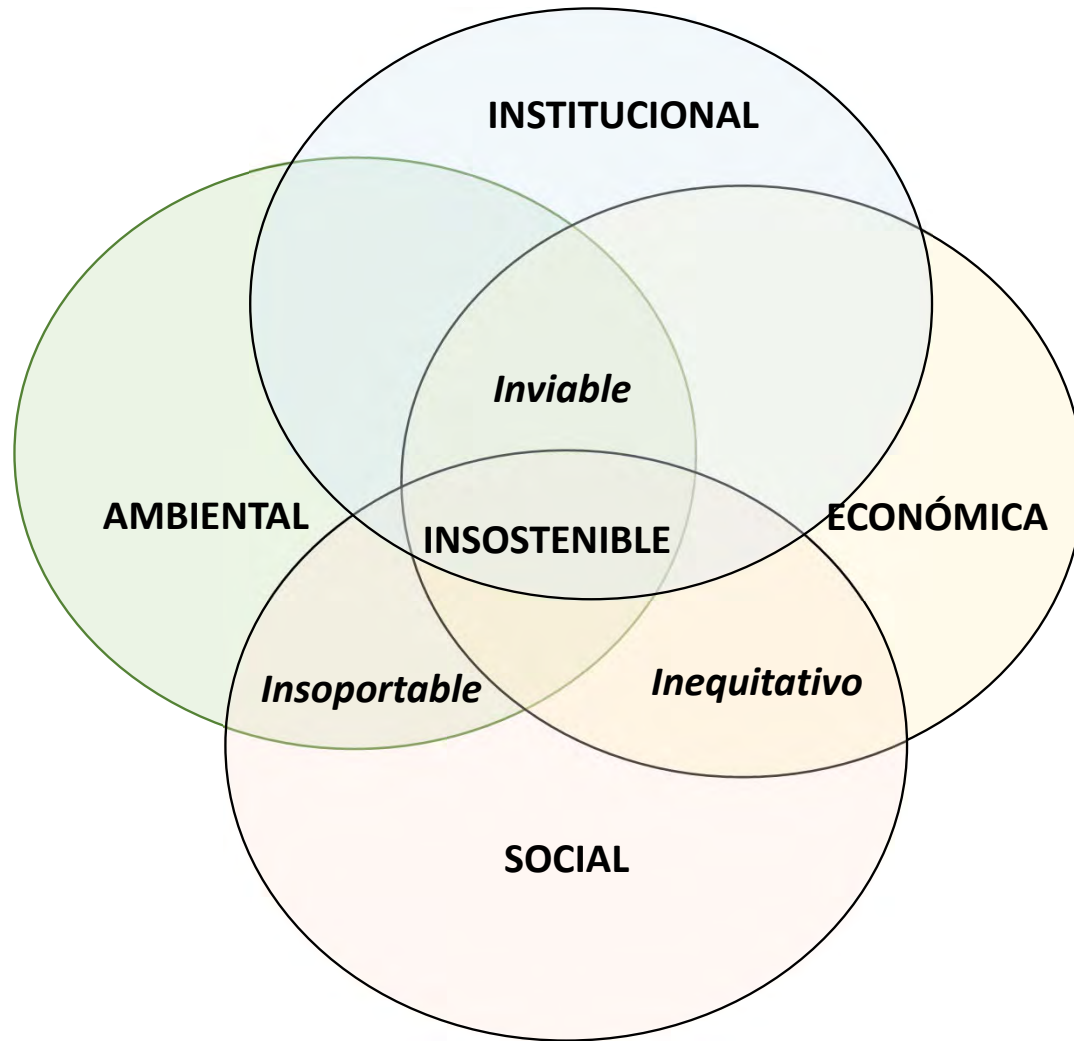 INSTITUCIONAL
Inviable
AMBIENTAL
INSOSTENIBLE
ECONÓMICA
Insoportable
Inequitativo
SOCIAL